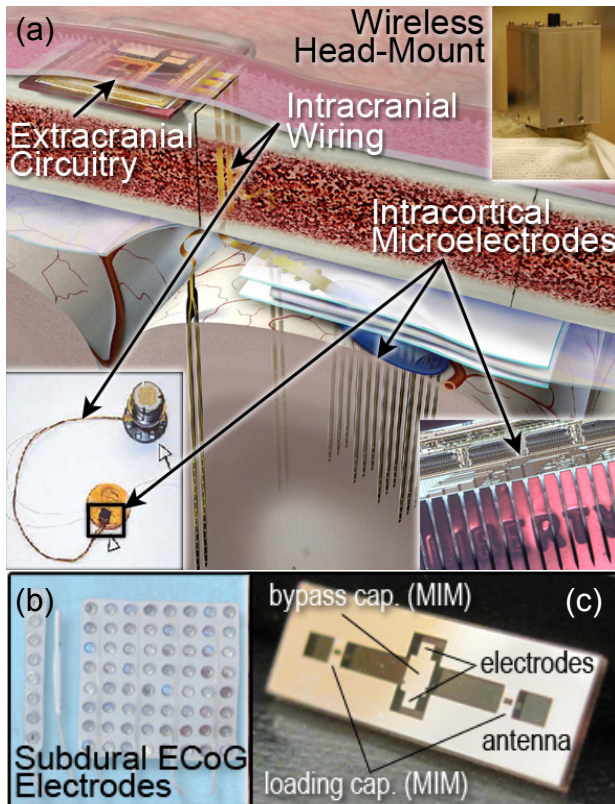 (a)
Wireless
Head-Mount
Extracranial
Circuitry
Intracranial
Wiring
Intracortical
Microelectrodes
(b)
Subdural ECoG
Electrodes
(c)
bypass cap. (MIM)
electrodes
antenna
loading cap. (MIM)